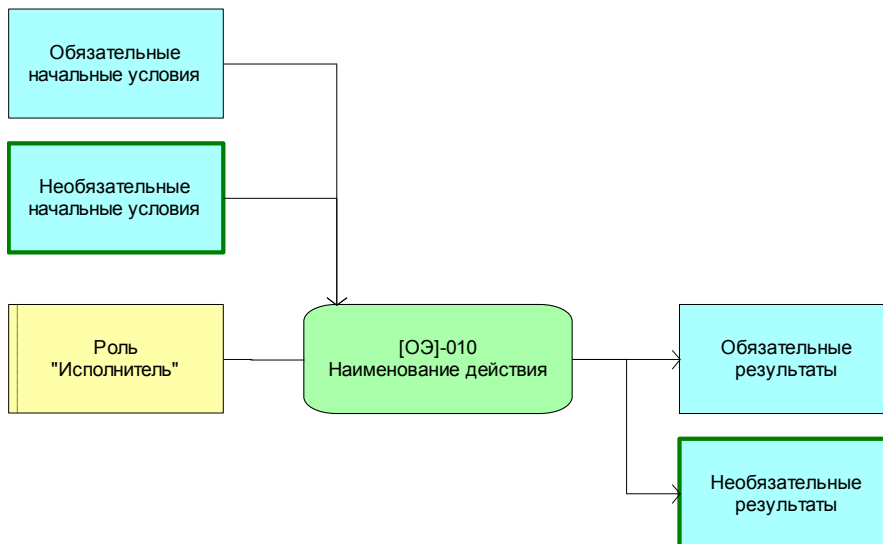 Обязательные
начальные условия
Необязательные
начальные условия
Роль
"Исполнитель"
[ОЭ]-010
Наименование действия
Обязательные
результаты
Необязательные
результаты